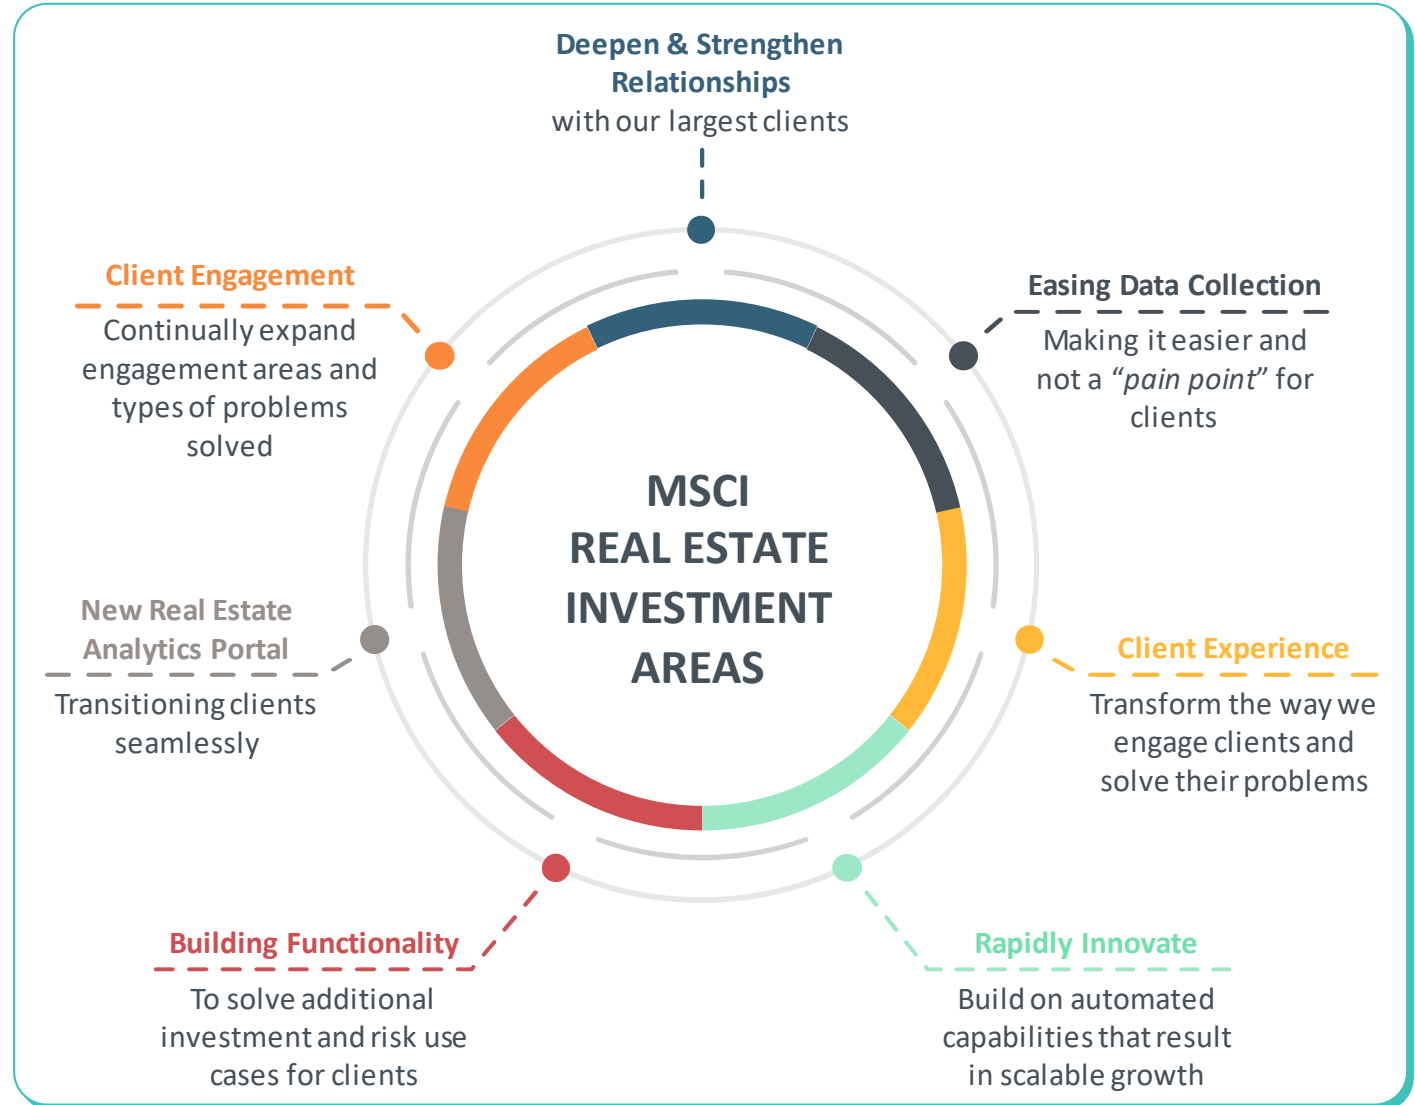 Deepen & Strengthen
Relationships
with our largest clients
Client Engagement
Continually expand
engagement areas and
types of problems
solved
Easing Data Collection
Making it easier and
not a “pain point” for
clients
MSCI
REAL ESTATE
INVESTMENT
AREAS
New Real Estate
Analytics Portal
Transitioning clients
seamlessly
Client Experience
Transform the way we
engage clients and
solve their problems
Building Functionality
To solve additional
investment and risk use
cases for clients
Rapidly Innovate
Build on automated
capabilities that result
in scalable growth